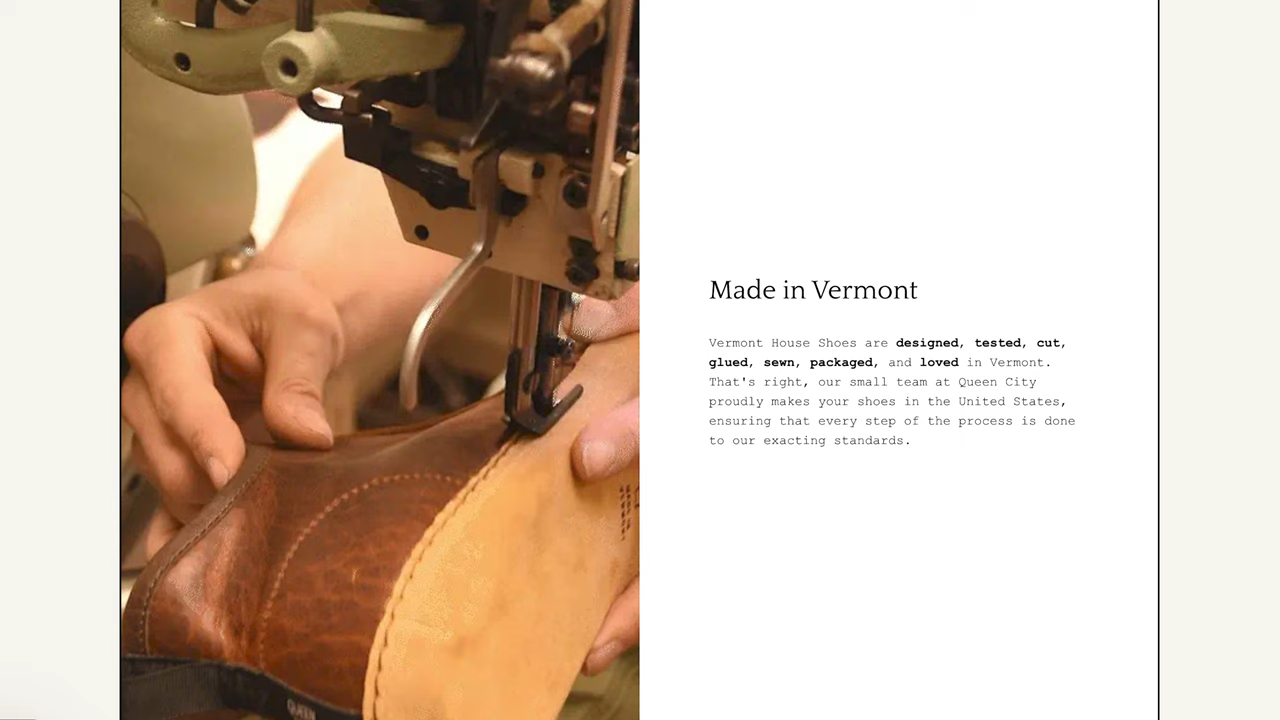 Made in Vermont
Vermont House Shoes are designed, tested, cut,
glued, sewn, packaged, and loved in Vermont.
That's right, our small team at Queen City
proudly makes your shoes in the United States,
ensuring that every step of the process is done
to our exacting standards.